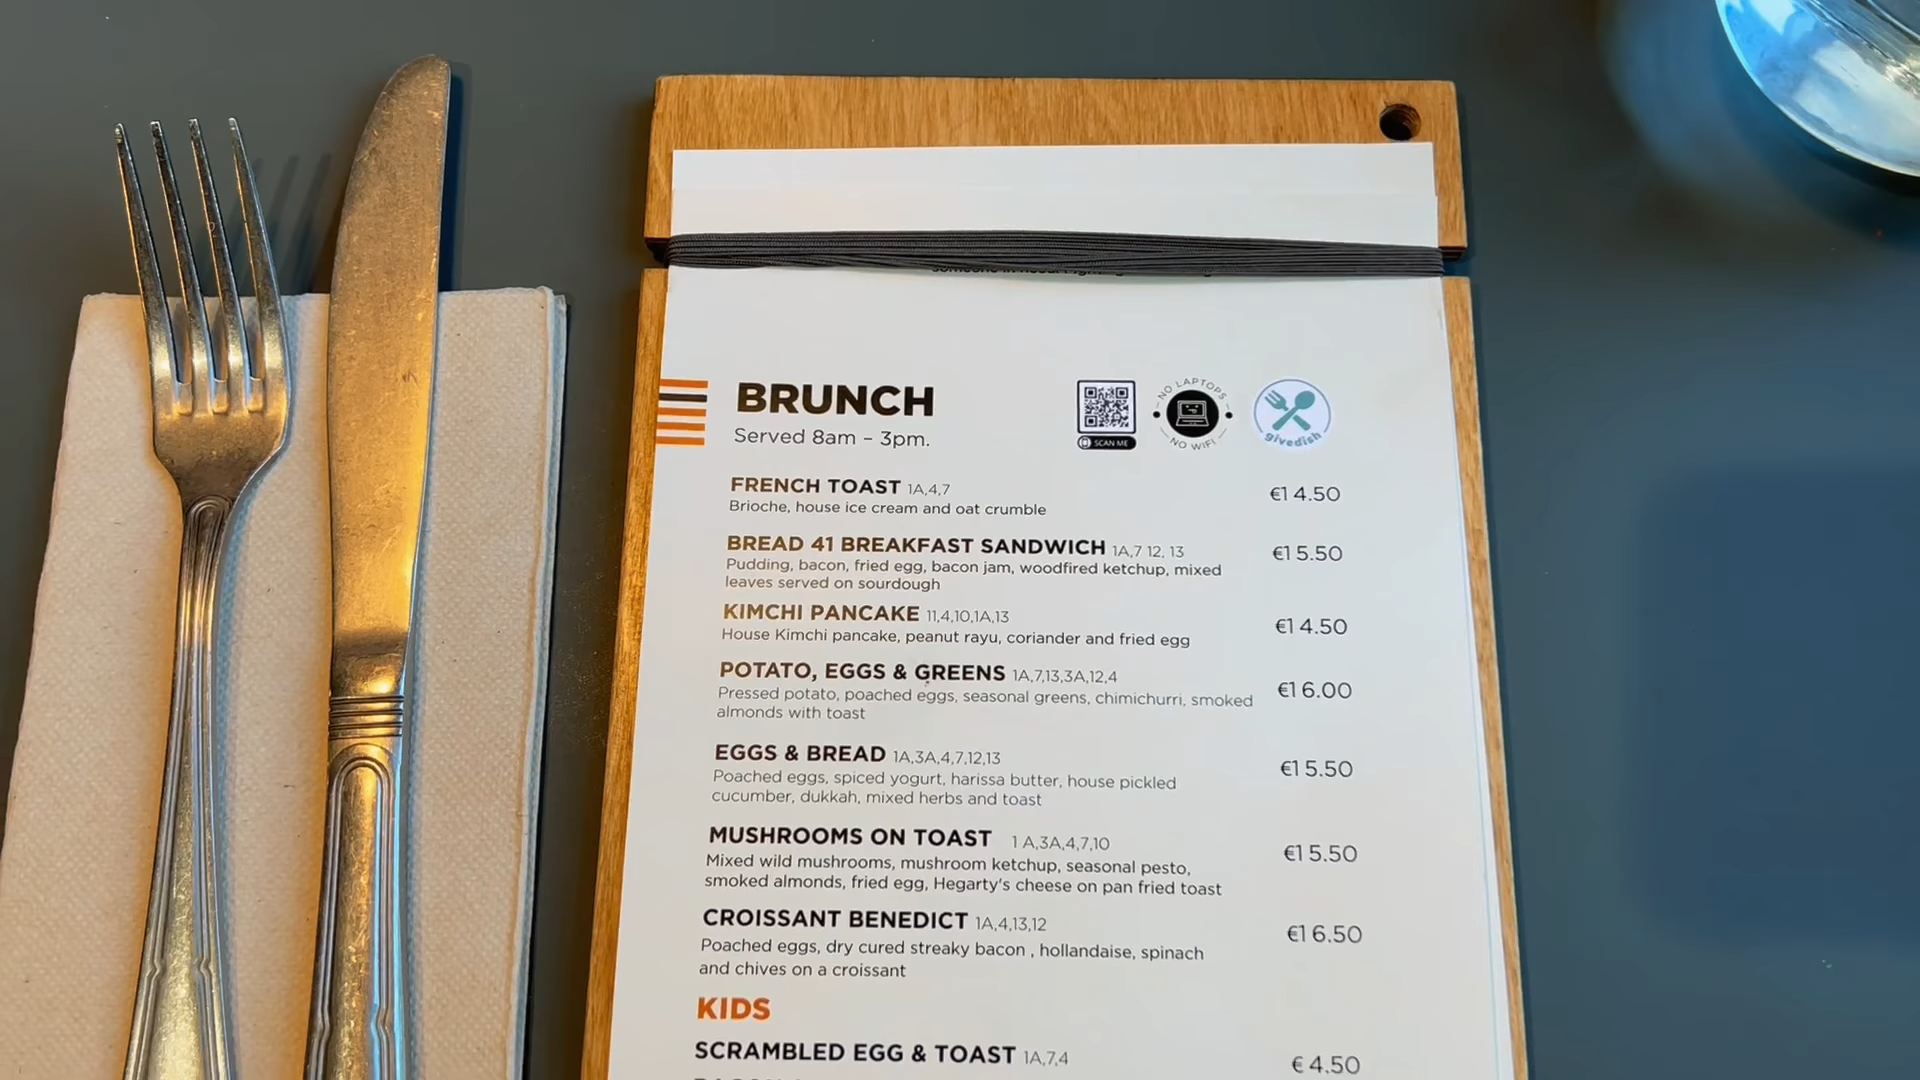 BRUNCH
Served 8am – 3pm.
SCAN ME
NO LAPTOPS
NO WIFI
givedish
FRENCH TOAST 1A,4,7 €14.50
Brioche, house ice cream and oat crumble
BREAD 41 BREAKFAST SANDWICH 1A,7 12, 13 €15.50
Pudding, bacon, fried egg, bacon jam, woodfired ketchup, mixed
leaves served on sourdough
KIMCHI PANCAKE 11,4,10,1A,13 €14.50
House Kimchi pancake, peanut rayu, coriander and fried egg
POTATO, EGGS & GREENS 1A,7,13,3A,12,4 €16.00
Pressed potato, poached eggs, seasonal greens, chimichurri, smoked
almonds with toast
EGGS & BREAD 1A,3A,4,7,12,13 €15.50
Poached eggs, spiced yogurt, harissa butter, house pickled
cucumber, dukkah, mixed herbs and toast
MUSHROOMS ON TOAST 1 A,3A,4,7,10 €15.50
Mixed wild mushrooms, mushroom ketchup, seasonal pesto,
smoked almonds, fried egg, Hegarty's cheese on pan fried toast
CROISSANT BENEDICT 1A,4,13,12 €16.50
Poached eggs, dry cured streaky bacon , hollandaise, spinach
and chives on a croissant
KIDS
SCRAMBLED EGG & TOAST 1A,7,4 € 4.50